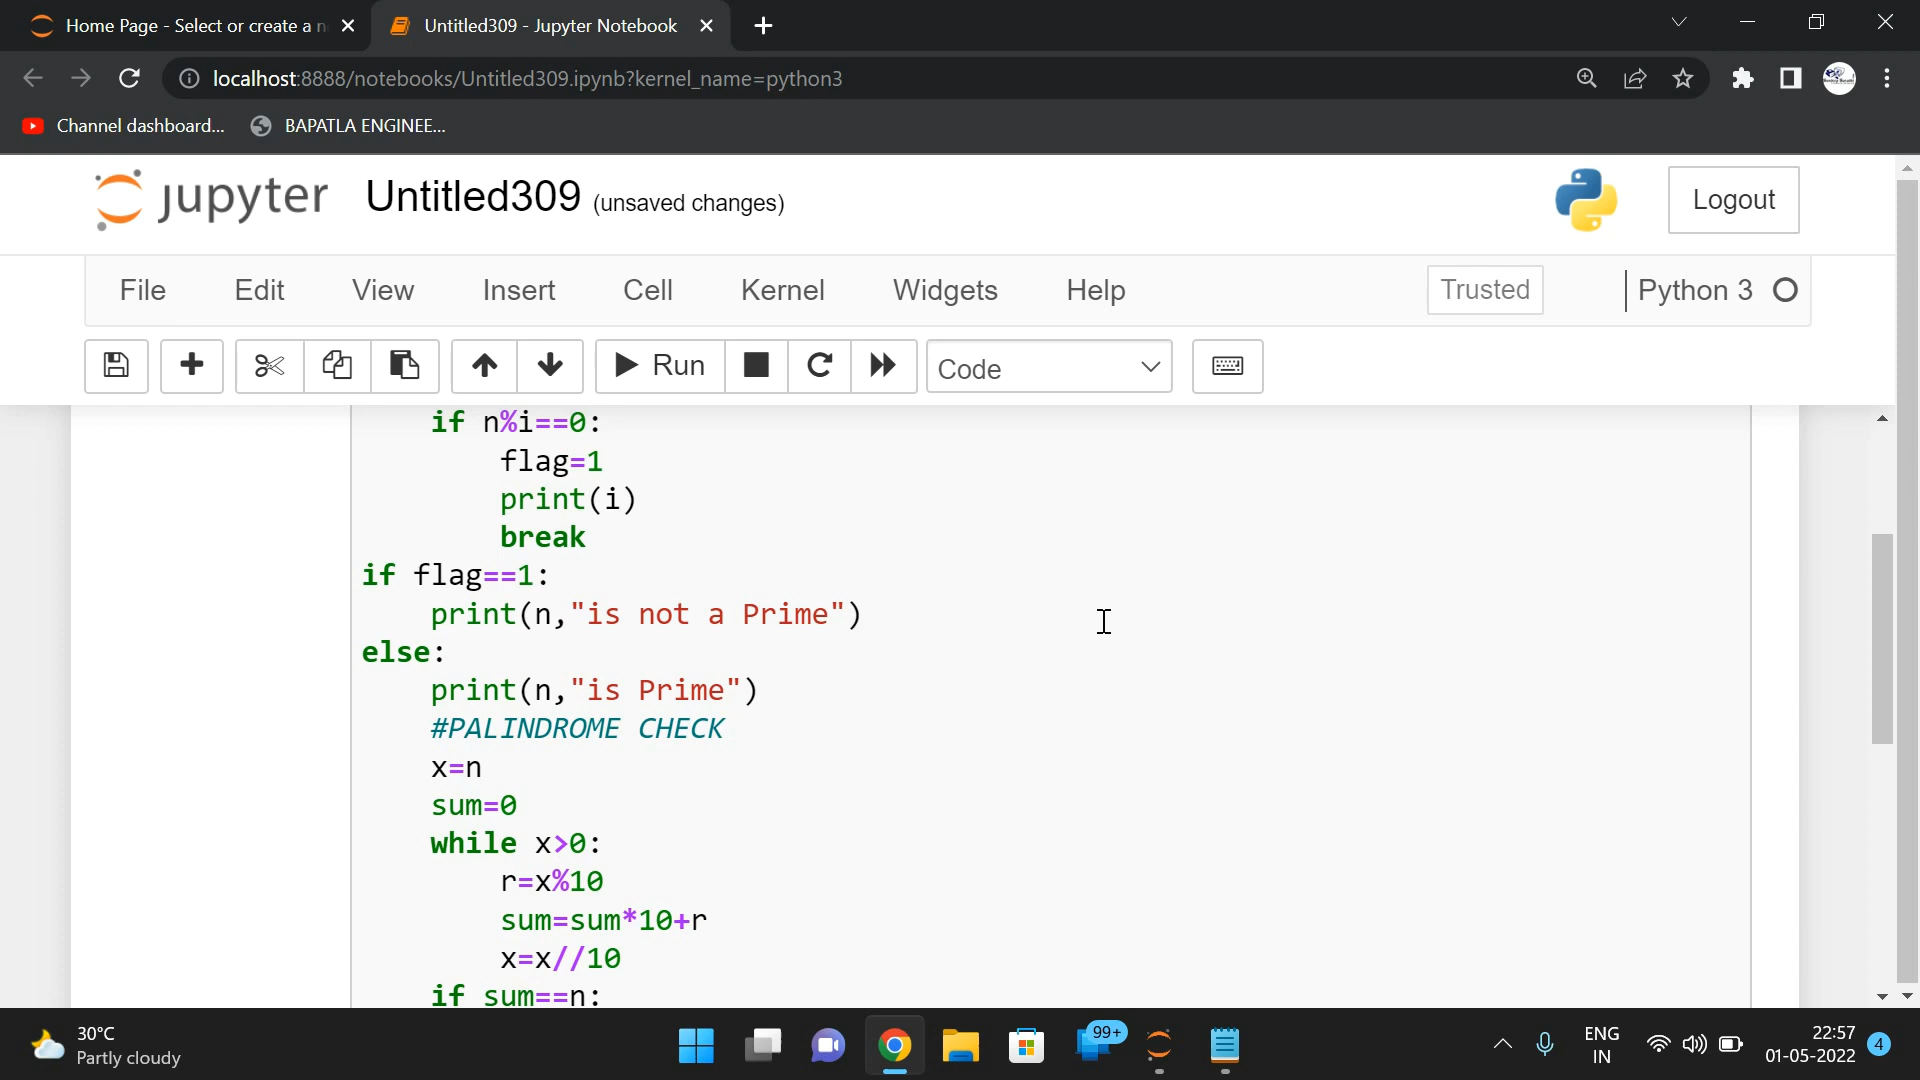 Home Page - Select or create a n
Untitled309 - Jupyter Notebook
localhost:8888/notebooks/Untitled309.ipynb?kernel_name=python3
Channel dashboard...
BAPATLA ENGINEE...
jupyter
Untitled309 (unsaved changes)
Logout
File
Edit
View
Insert
Cell
Kernel
Widgets
Help
Trusted
Python 3
Run
Code
if n%i==0:
flag=1
print(i)
break
if flag==1:
print(n,"is not a Prime")
else:
print(n,"is Prime")
#PALINDROME CHECK
x=n
sum=0
while x>0:
r=x%10
sum=sum*10+r
x=x//10
if sum==n:
30°C
Partly cloudy
99+
ENG
IN
22:57
01-05-2022
4